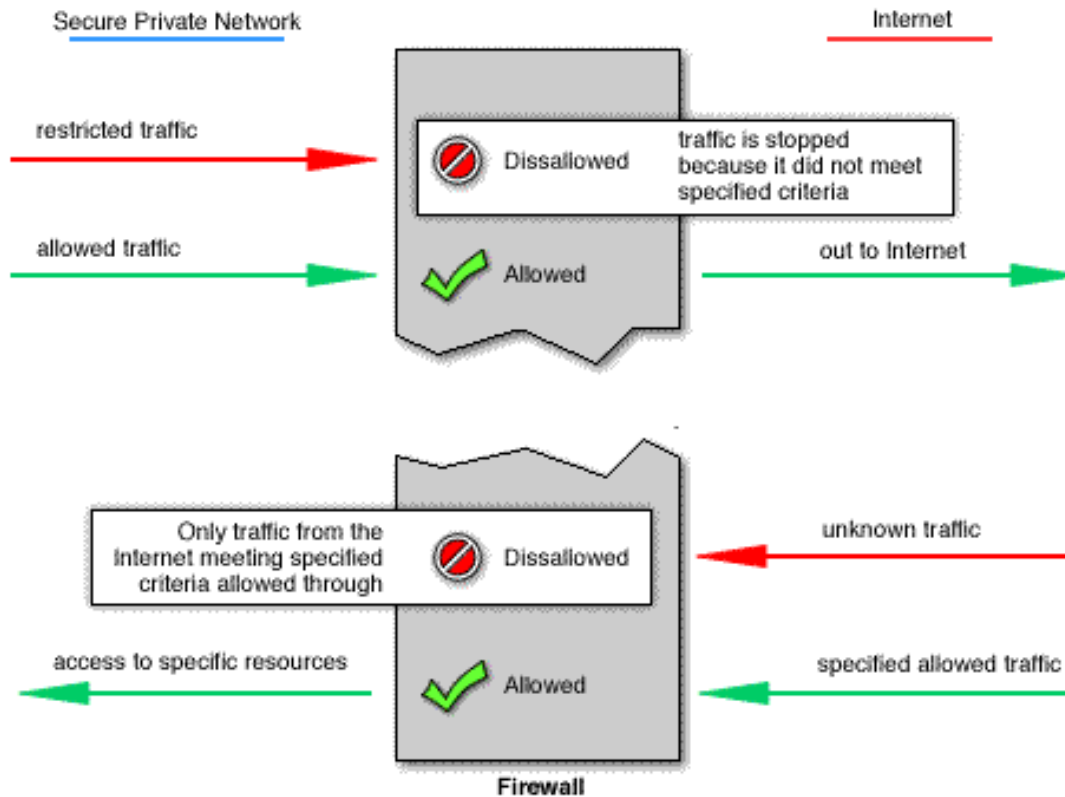 Secure Private Network
Internet
restricted traffic
Dissallowed
traffic is stopped
because it did not meet
specified criteria
allowed traffic
Allowed
out to Internet
Only traffic from the
Internet meeting specified
criteria allowed through
Dissallowed
unknown traffic
access to specific resources
Allowed
specified allowed traffic
Firewall